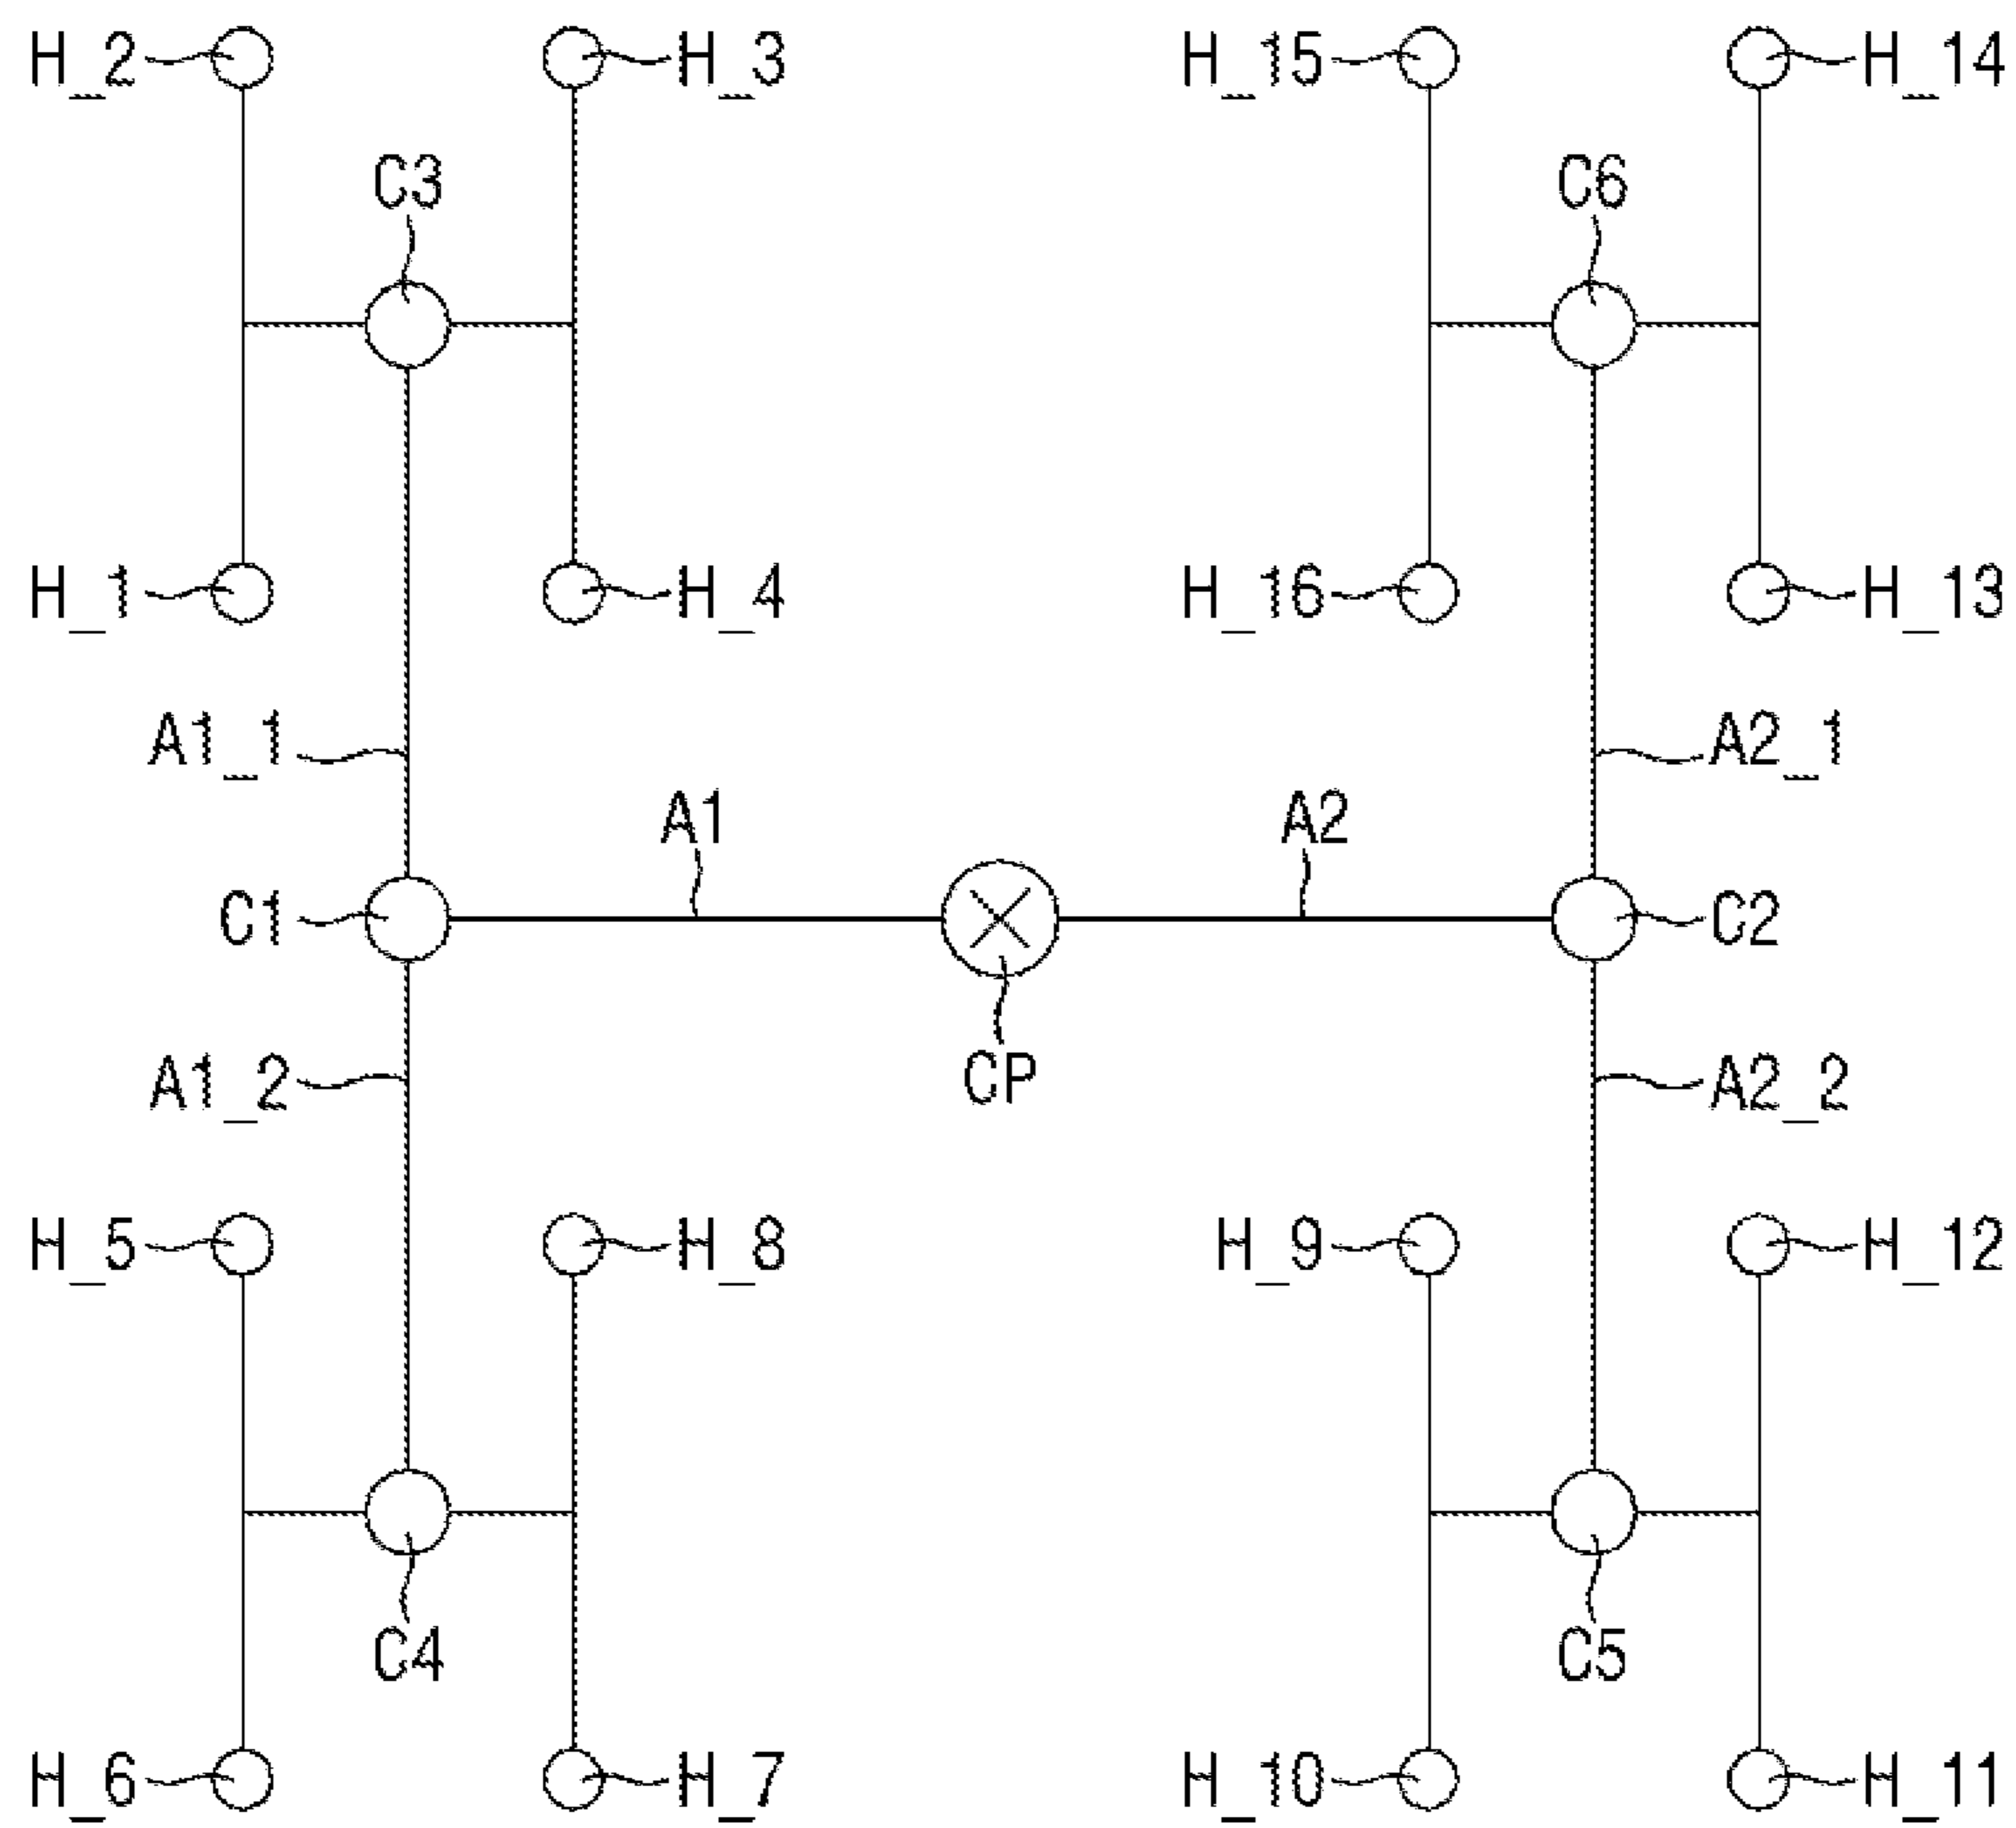 H_2 H_3 H_15 H_14
C3 C6
H_1 H_4 H_16 H_13
A1_1 A2_1
A1 A2
C1 C2
CP
A1_2 A2_2
H_5 H_8 H_9 H_12
C4 C5
H_6 H_7 H_10 H_11